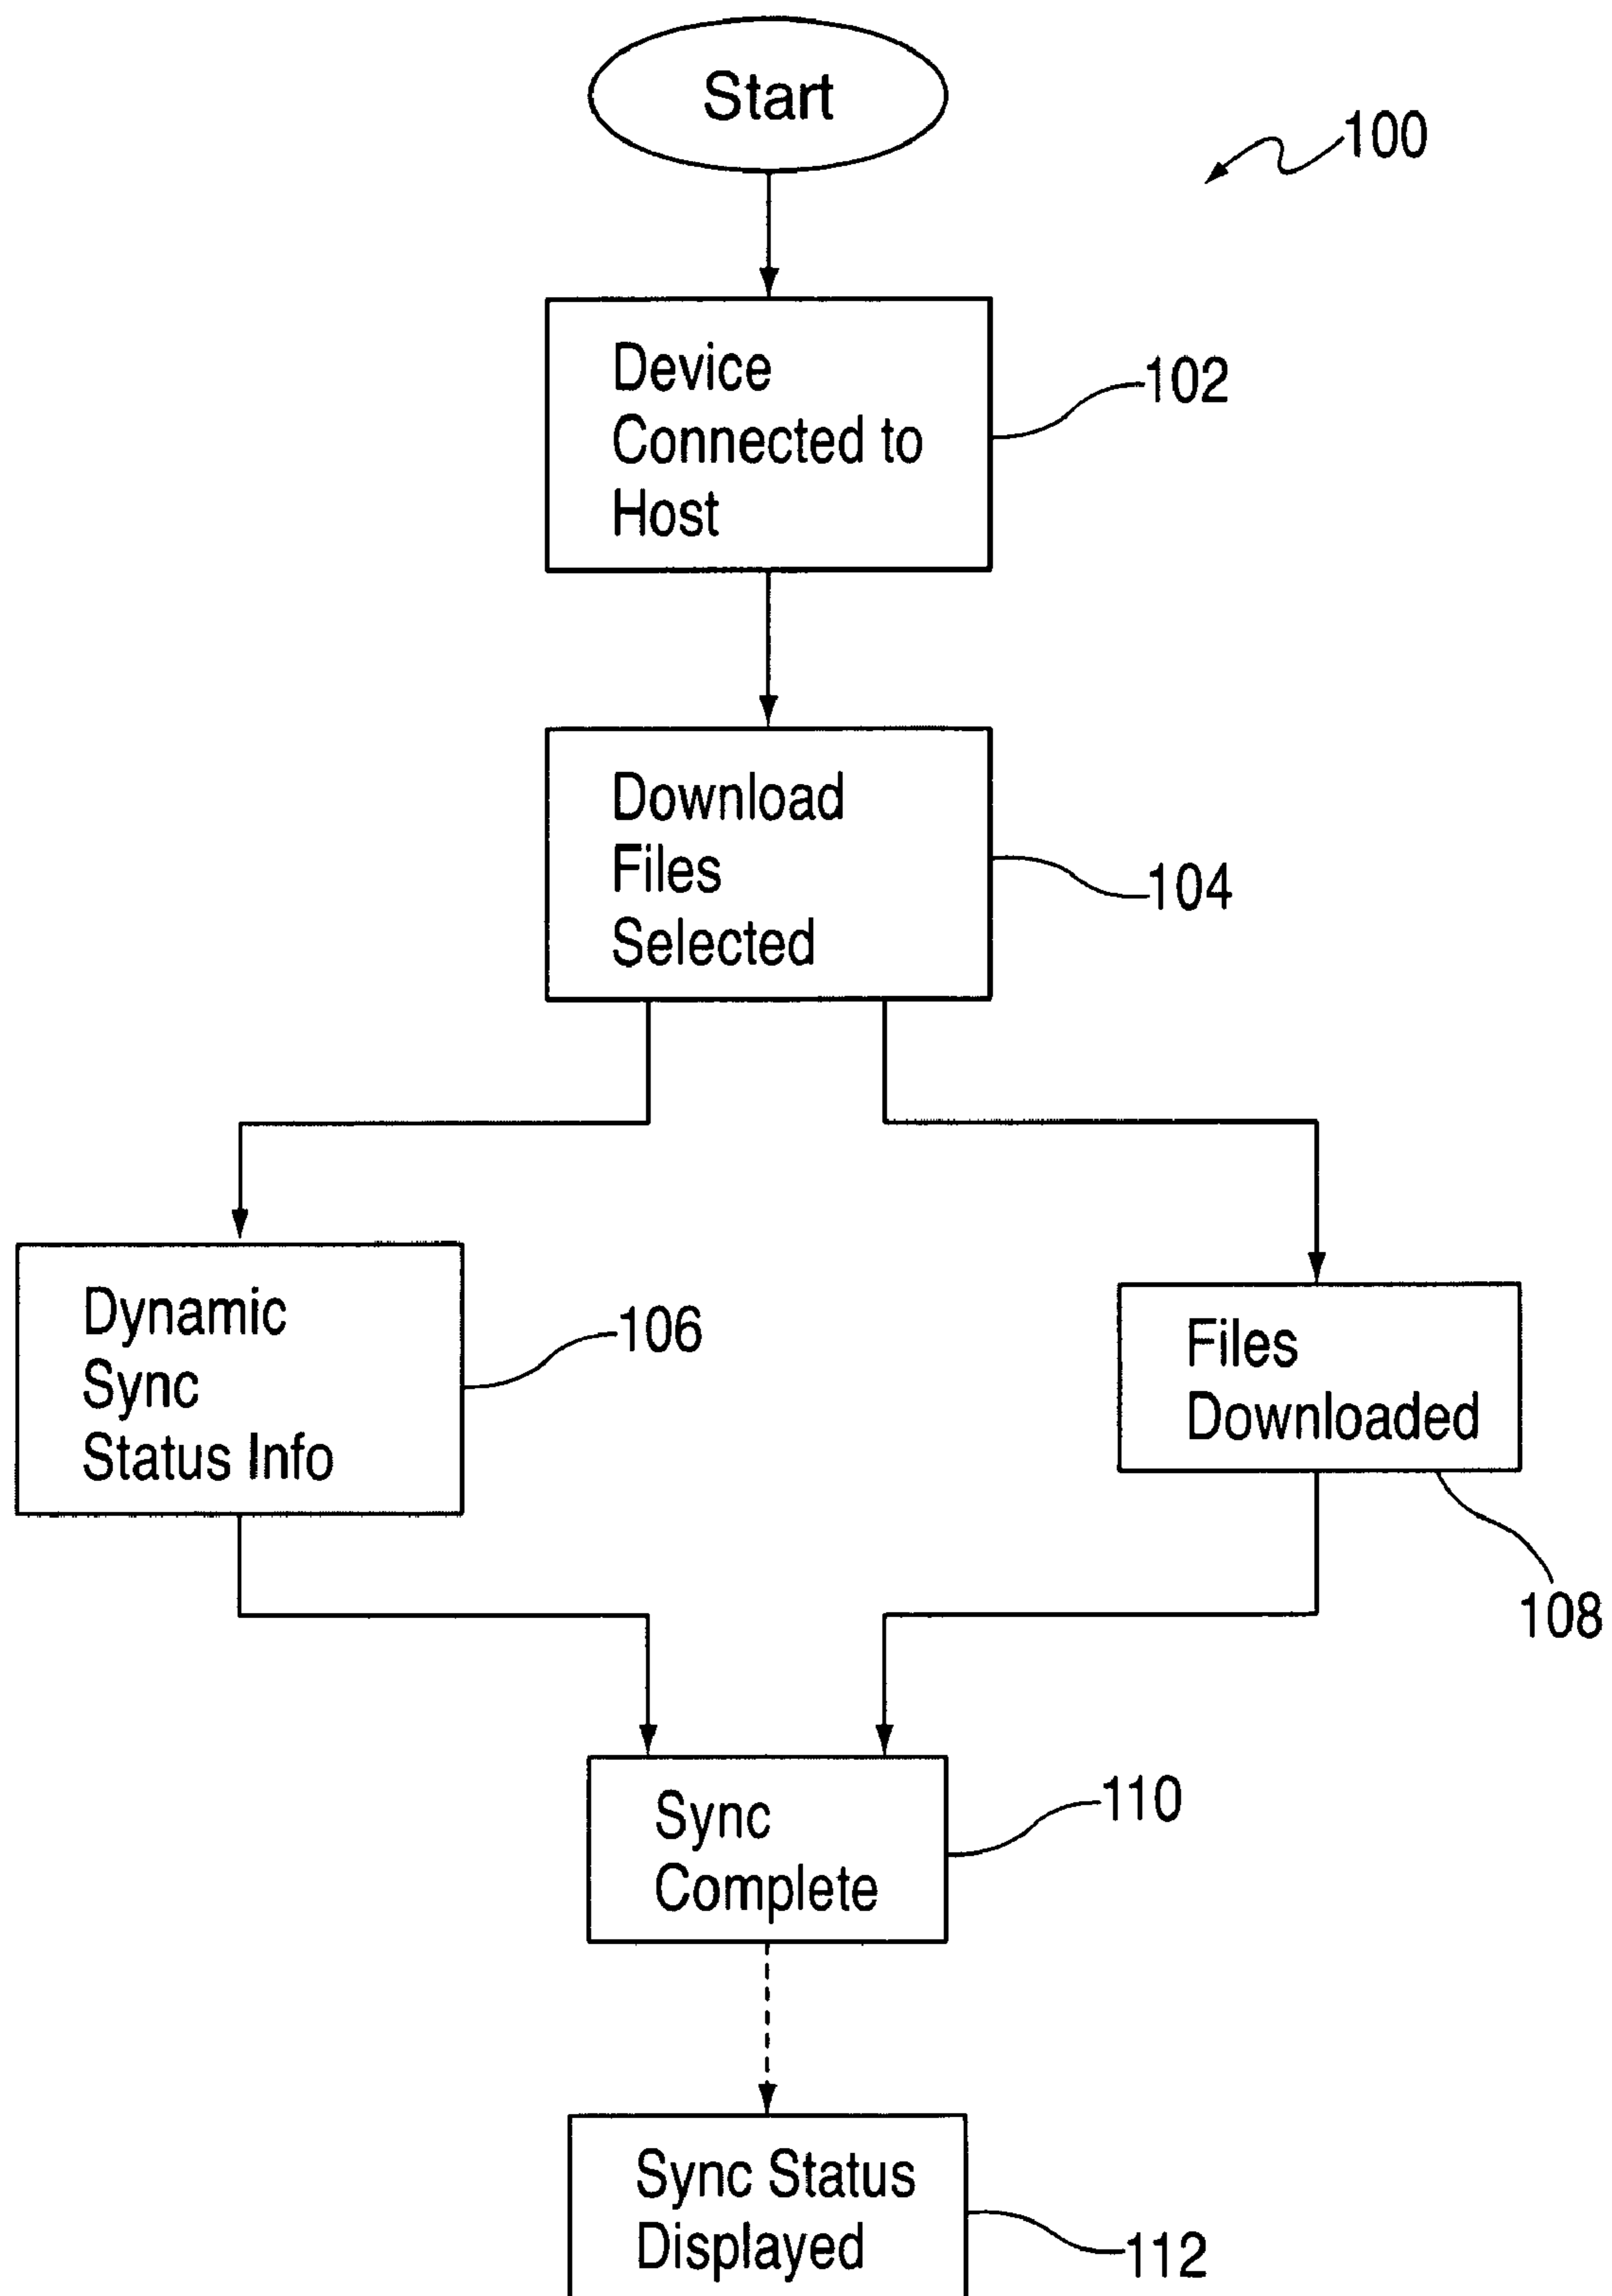 Start
100
Device
Connected to
Host
102
Download
Files
Selected
104
Dynamic
Sync
Status Info
106
Files
Downloaded
108
Sync
Complete
110
Sync Status
Displayed
112